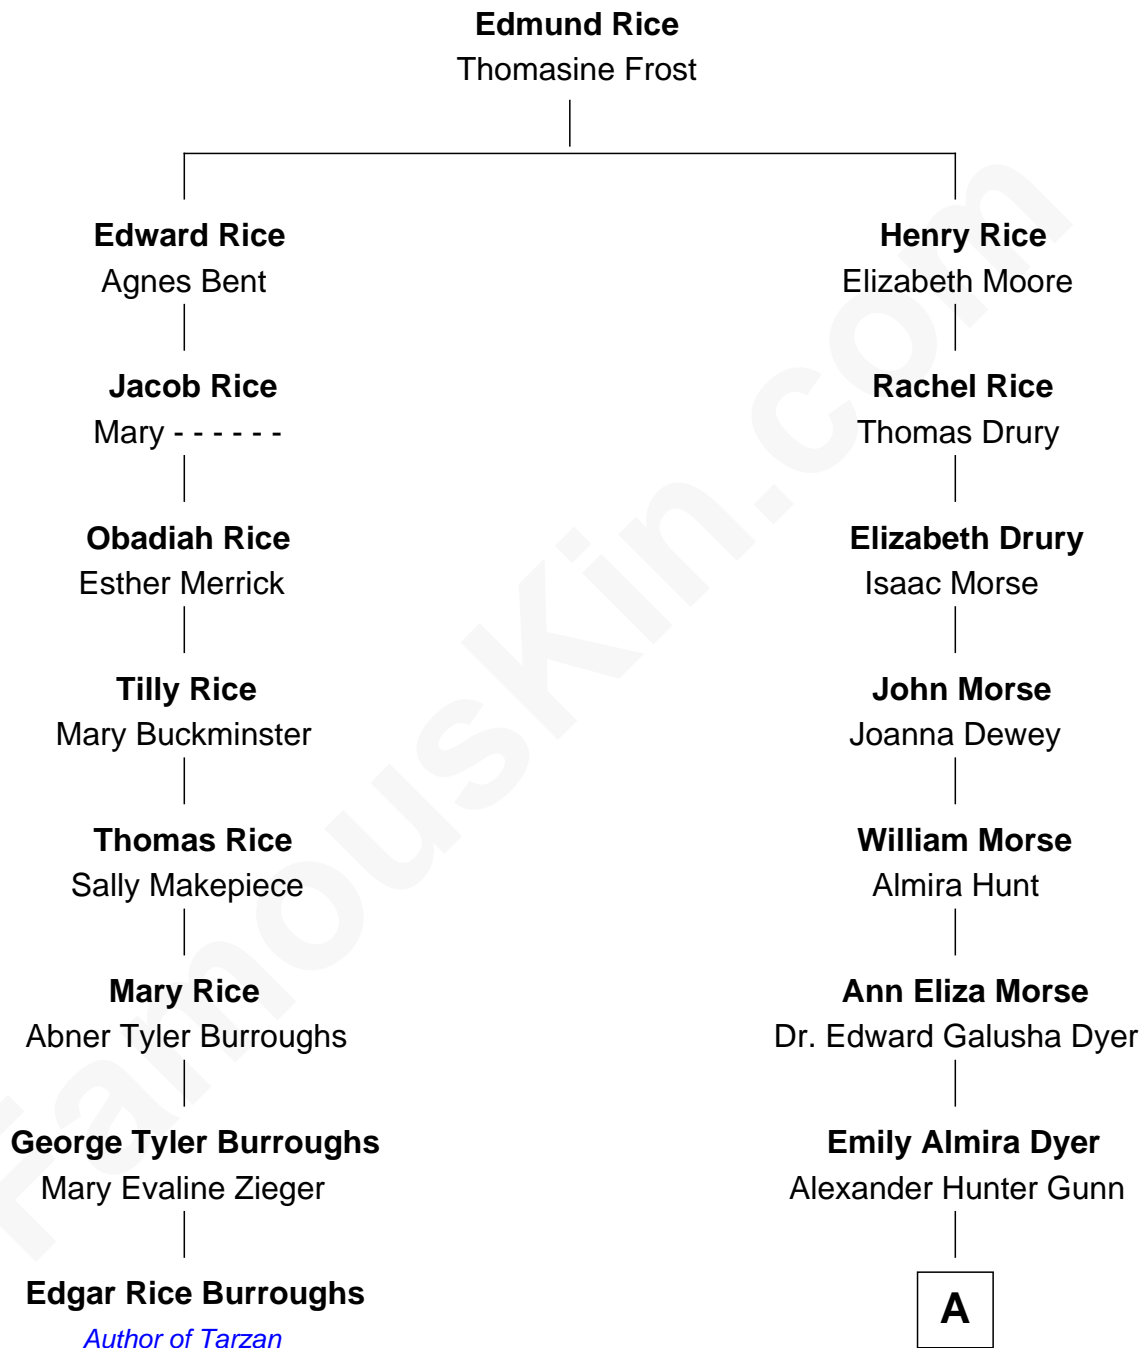 Edmund Rice
Thomasine Frost
Edward Rice
Agnes Bent
Jacob Rice
Mary - - - - - -
Obadiah Rice
Esther Merrick
Tilly Rice
Mary Buckminster
Thomas Rice
Sally Makepiece
Mary Rice
Abner Tyler Burroughs
George Tyler Burroughs
Mary Evaline Zieger
Edgar Rice Burroughs
Author of Tarzan
Henry Rice
Elizabeth Moore
Rachel Rice
Thomas Drury
Elizabeth Drury
Isaac Morse
John Morse
Joanna Dewey
William Morse
Almira Hunt
Ann Eliza Morse
Dr. Edward Galusha Dyer
Emily Almira Dyer
Alexander Hunter Gunn
A
FamousKin.com